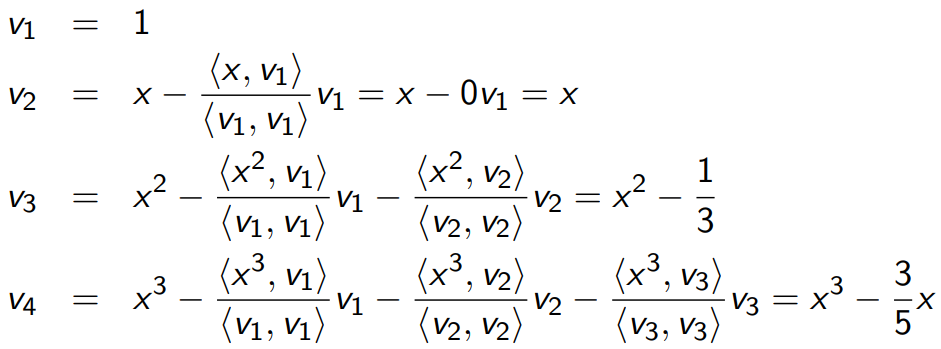 v₁ = 1
v₂ = x − ⟨x, v₁⟩/⟨v₁, v₁⟩ v₁ = x − 0v₁ = x
v₃ = x² − ⟨x², v₁⟩/⟨v₁, v₁⟩ v₁ − ⟨x², v₂⟩/⟨v₂, v₂⟩ v₂ = x² − 1/3
v₄ = x³ − ⟨x³, v₁⟩/⟨v₁, v₁⟩ v₁ − ⟨x³, v₂⟩/⟨v₂, v₂⟩ v₂ − ⟨x³, v₃⟩/⟨v₃, v₃⟩ v₃ = x³ − 3/5 x